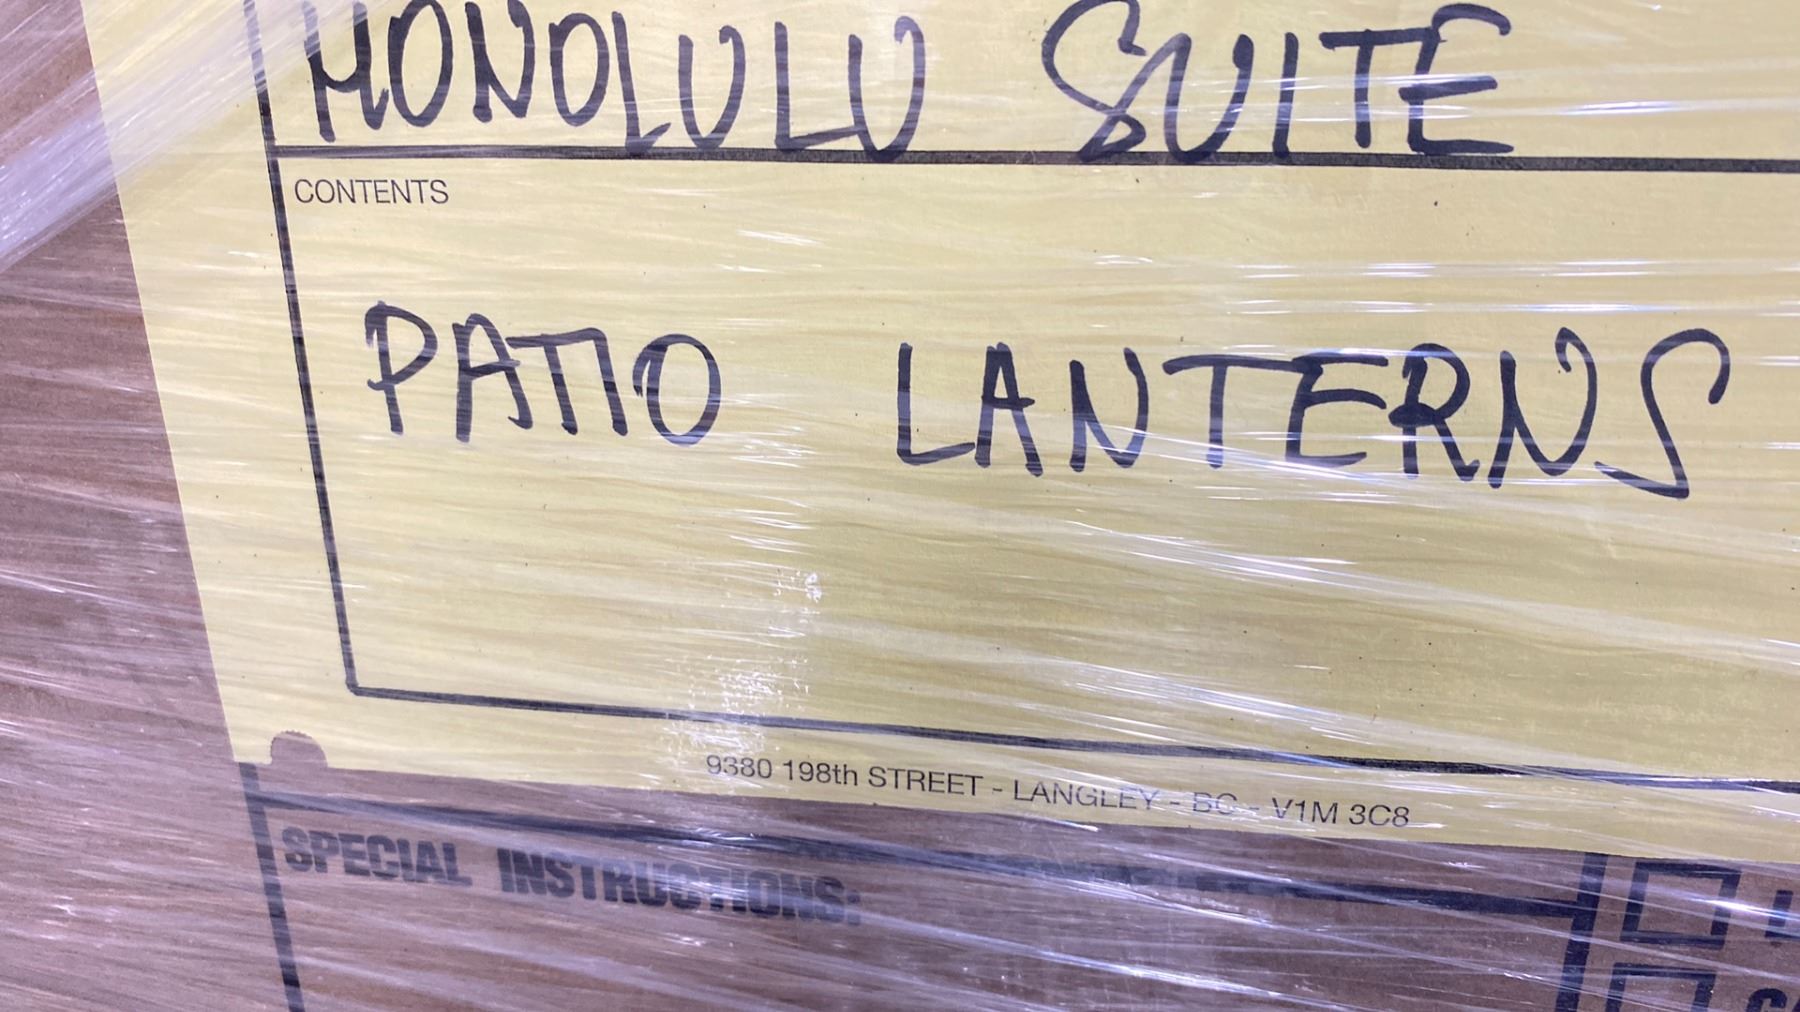 HONOLULU SUITE
CONTENTS
PATIO LANTERNS
9380 198th STREET - LANGLEY - BC - V1M 3C8
SPECIAL INSTRUCTIONS: